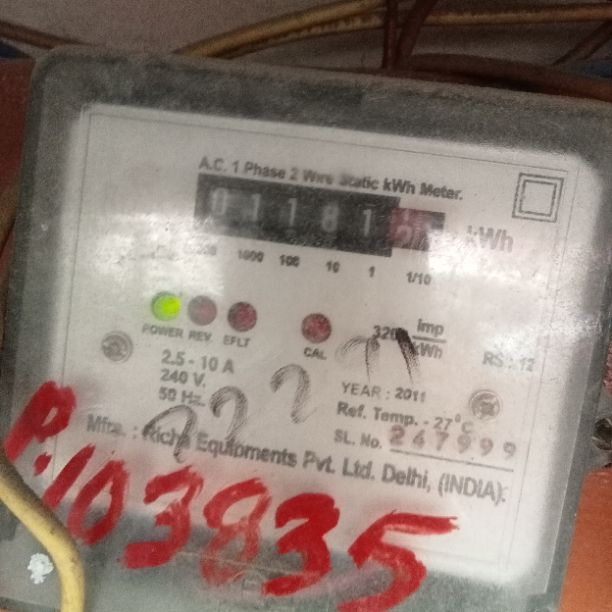 A.C. 1 Phase 2 Wire Static kWh Meter.
0 1 1 8 1
kWh
1000 100 10 1 1/10
POWER REV. EFLT
CAL
imp
kWh
RS : 12
2.5 - 10 A
240 V.
50 Hz.
YEAR : 2011
Ref. Temp. - 27°C
SL. No. 247999
Mfrs. : Richa Equipments Pvt. Ltd. Delhi, (INDIA).
P.103835